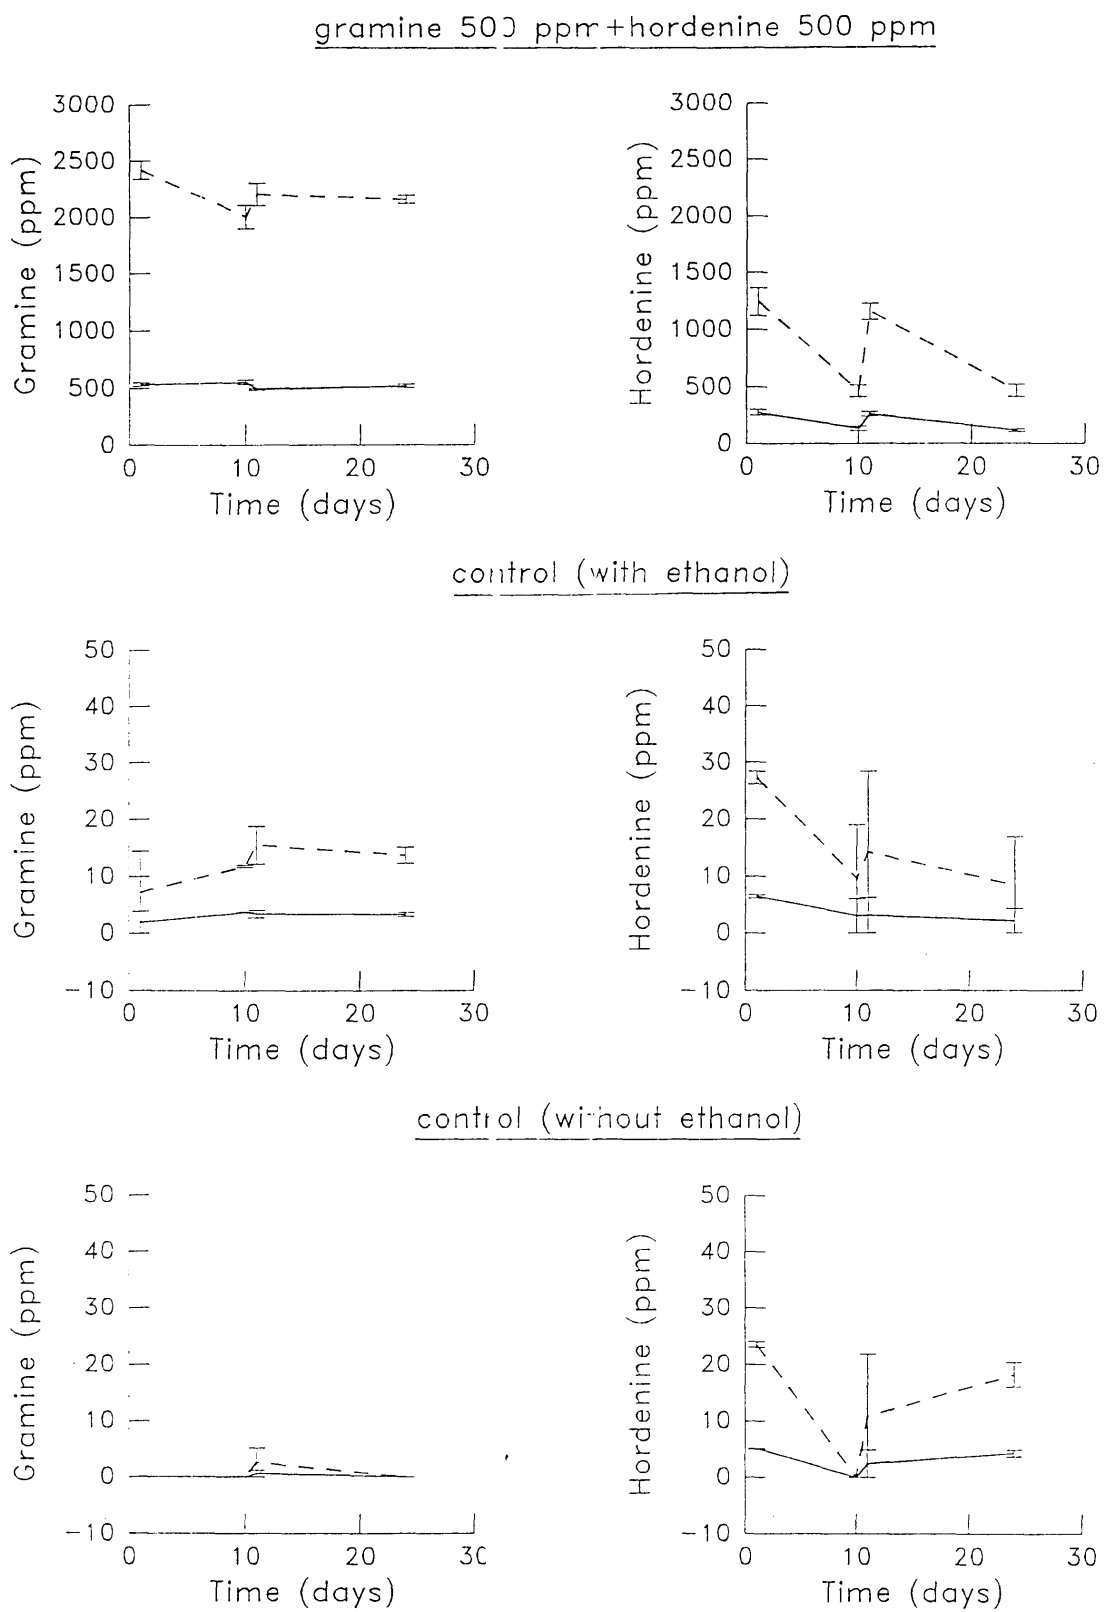 gramine 500 ppm+hordenine 500 ppm
Gramine (ppm)
3000
2500
2000
1500
1000
500
0
0 10 20 30
Time (days)
Hordenine (ppm)
3000
2500
2000
1500
1000
500
0
0 10 20 30
Time (days)
control (with ethanol)
Gramine (ppm)
50
40
30
20
10
0
−10
0 10 20 30
Time (days)
Hordenine (ppm)
50
40
30
20
10
0
−10
0 10 20 30
Time (days)
control (without ethanol)
Gramine (ppm)
50
40
30
20
10
0
−10
0 10 20 30
Time (days)
Hordenine (ppm)
50
40
30
20
10
0
−10
0 10 20 30
Time (days)